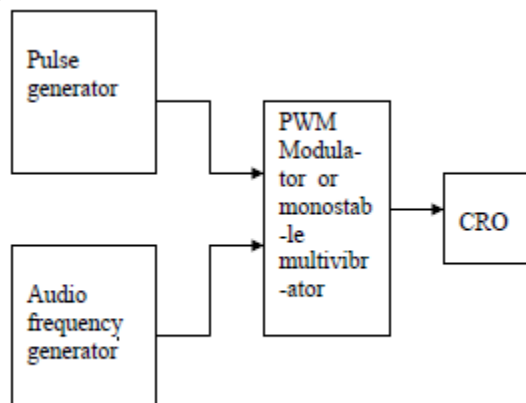 Pulse
generator
PWM
Modula-
tor or
monostab
-le
multivibr
-ator
CRO
Audio
frequency
generator